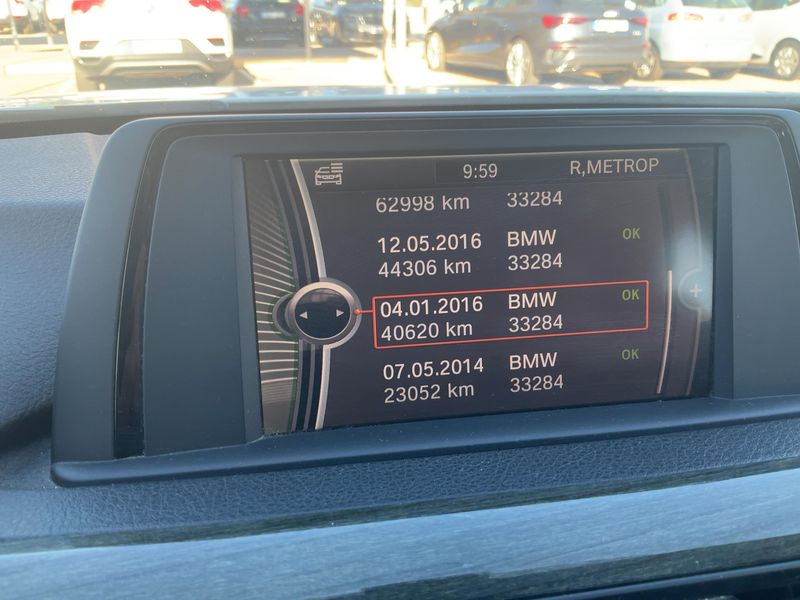 9:59 R,METROP
62998 km 33284
12.05.2016 BMW OK
44306 km 33284
04.01.2016 BMW OK
40620 km 33284
+
07.05.2014 BMW OK
23052 km 33284